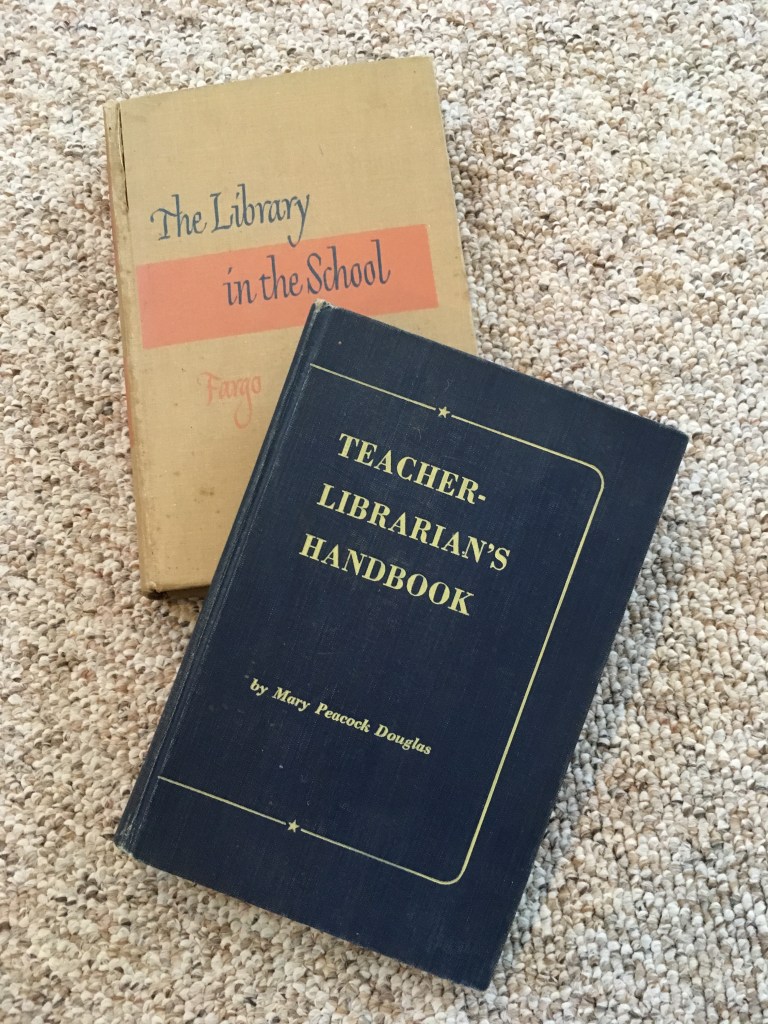 The Library
in the School
Fargo
TEACHER-
LIBRARIAN'S
HANDBOOK
by Mary Peacock Douglas